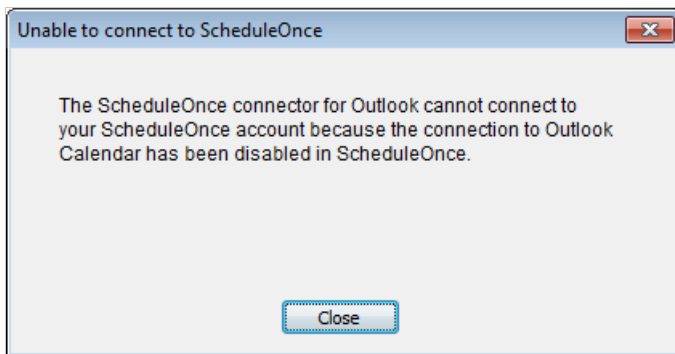 Unable to connect to ScheduleOnce
The ScheduleOnce connector for Outlook cannot connect to
your ScheduleOnce account because the connection to Outlook
Calendar has been disabled in ScheduleOnce.
Close